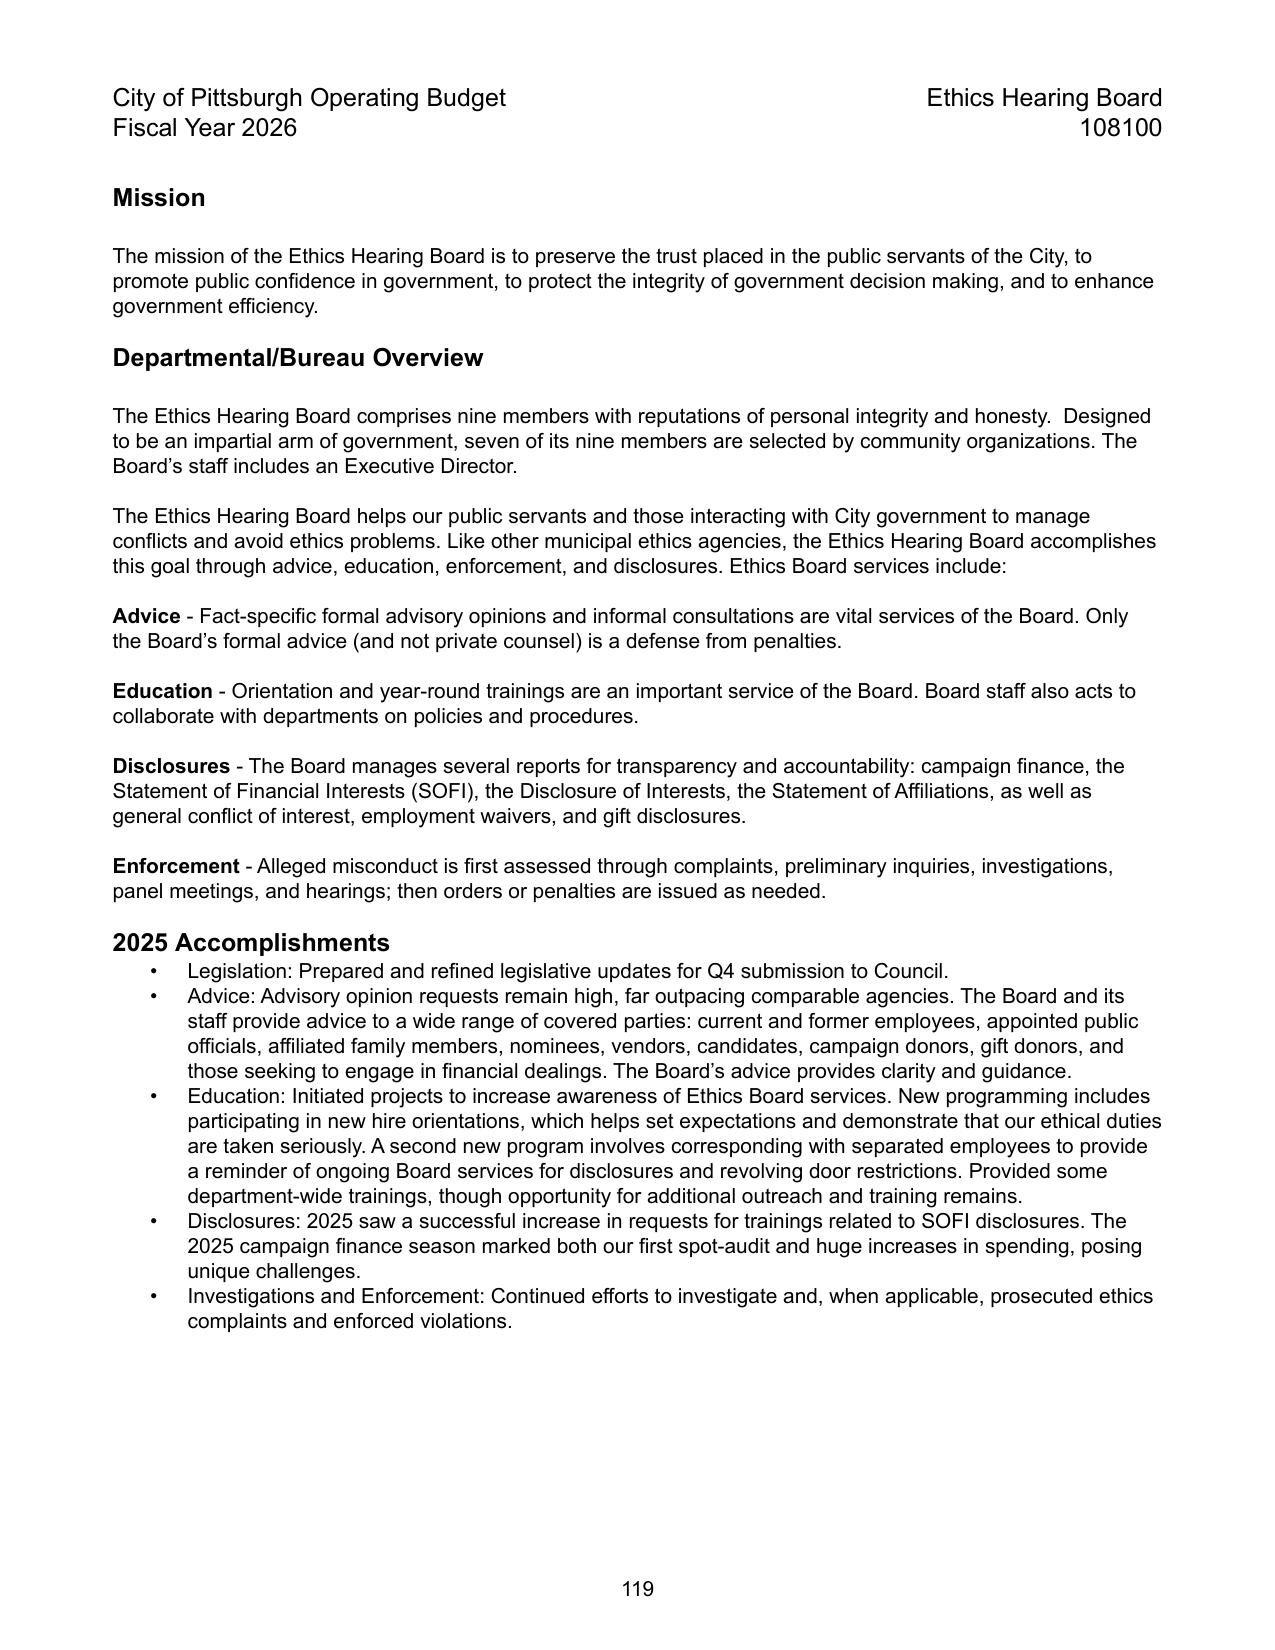 City of Pittsburgh Operating Budget
Fiscal Year 2026
Ethics Hearing Board
108100
Mission
The mission of the Ethics Hearing Board is to preserve the trust placed in the public servants of the City, to
promote public confidence in government, to protect the integrity of government decision making, and to enhance
government efficiency.
Departmental/Bureau Overview
The Ethics Hearing Board comprises nine members with reputations of personal integrity and honesty.  Designed
to be an impartial arm of government, seven of its nine members are selected by community organizations. The
Board’s staff includes an Executive Director.
The Ethics Hearing Board helps our public servants and those interacting with City government to manage
conflicts and avoid ethics problems. Like other municipal ethics agencies, the Ethics Hearing Board accomplishes
this goal through advice, education, enforcement, and disclosures. Ethics Board services include:
Advice - Fact-specific formal advisory opinions and informal consultations are vital services of the Board. Only
the Board’s formal advice (and not private counsel) is a defense from penalties.
Education - Orientation and year-round trainings are an important service of the Board. Board staff also acts to
collaborate with departments on policies and procedures.
Disclosures - The Board manages several reports for transparency and accountability: campaign finance, the
Statement of Financial Interests (SOFI), the Disclosure of Interests, the Statement of Affiliations, as well as
general conflict of interest, employment waivers, and gift disclosures.
Enforcement - Alleged misconduct is first assessed through complaints, preliminary inquiries, investigations,
panel meetings, and hearings; then orders or penalties are issued as needed.
2025 Accomplishments
• Legislation: Prepared and refined legislative updates for Q4 submission to Council.
• Advice: Advisory opinion requests remain high, far outpacing comparable agencies. The Board and its
staff provide advice to a wide range of covered parties: current and former employees, appointed public
officials, affiliated family members, nominees, vendors, candidates, campaign donors, gift donors, and
those seeking to engage in financial dealings. The Board’s advice provides clarity and guidance.
• Education: Initiated projects to increase awareness of Ethics Board services. New programming includes
participating in new hire orientations, which helps set expectations and demonstrate that our ethical duties
are taken seriously. A second new program involves corresponding with separated employees to provide
a reminder of ongoing Board services for disclosures and revolving door restrictions. Provided some
department-wide trainings, though opportunity for additional outreach and training remains.
• Disclosures: 2025 saw a successful increase in requests for trainings related to SOFI disclosures. The
2025 campaign finance season marked both our first spot-audit and huge increases in spending, posing
unique challenges.
• Investigations and Enforcement: Continued efforts to investigate and, when applicable, prosecuted ethics
complaints and enforced violations.
119